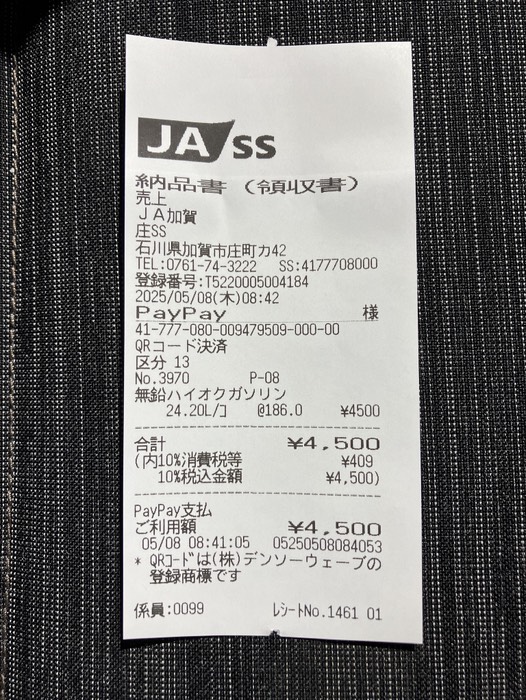 JA SS
納品書(領収書)
売上
JA加賀
庄SS
石川県加賀市庄町カ42
TEL:0761-74-3222 SS:4177708000
登録番号:T5220005004184
2025/05/08(木)08:42
PayPay 様
41-777-080-009479509-000-00
QRコード決済
区分 13
No.3970 P-08
無鉛ハイオクガソリン
24.20L/コ @186.0 ¥4500
合計 ¥4,500
(内10%消費税等 ¥409
10%税込金額 ¥4,500)
PayPay支払
ご利用額 ¥4,500
05/08 08:41:05 05250508084053
* QRコードは(株)デンソーウェーブの
登録商標です
係員:0099 レシートNo.1461 01